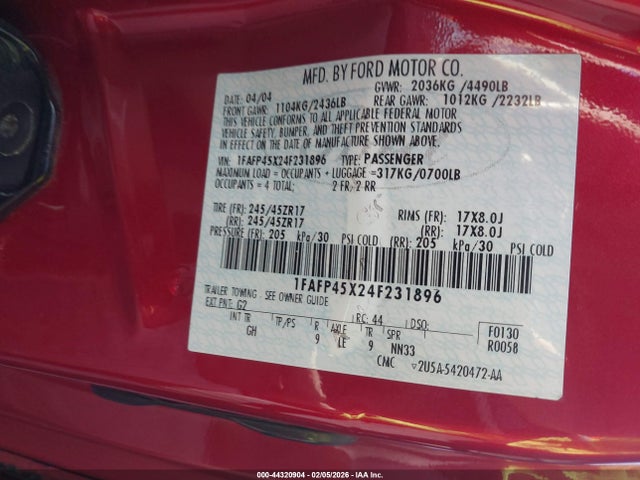 MFD. BY FORD MOTOR CO.
DATE: 04/04 GVWR: 2036KG /4490LB
FRONT GAWR: 1104KG/2436LB REAR GAWR: 1012KG /2232LB
THIS VEHICLE CONFORMS TO ALL APPLICABLE FEDERAL MOTOR
VEHICLE SAFETY, BUMPER, AND THEFT PREVENTION STANDARDS
IN EFFECT ON THE DATE OF MANUFACTURE SHOWN ABOVE.
VIN: 1FAFP45X24F231896 TYPE: PASSENGER
MAXIMUM LOAD = OCCUPANTS + LUGGAGE =317KG/0700LB
OCCUPANTS = 4 TOTAL; 2 FR, 2 RR
TIRE (FR): 245/45ZR17 RIMS (FR): 17X8.0J
(RR): 245/45ZR17 (RR): 17X8.0J
PRESSURE (FR): 205 kPa/30 PSI COLD (RR): 205 kPa/30 PSI COLD
1FAFP45X24F231896
TRAILER TOWING - SEE OWNER GUIDE
EXT PNT: G2 RC: 44 DSO: F0130
INT TR TP/PS R AXLE TR SPR R0058
GH 9 LE 9 NN33
CMC ▽2U5A-5420472-AA
000-44320904 - 02/05/2026 - IAA Inc.